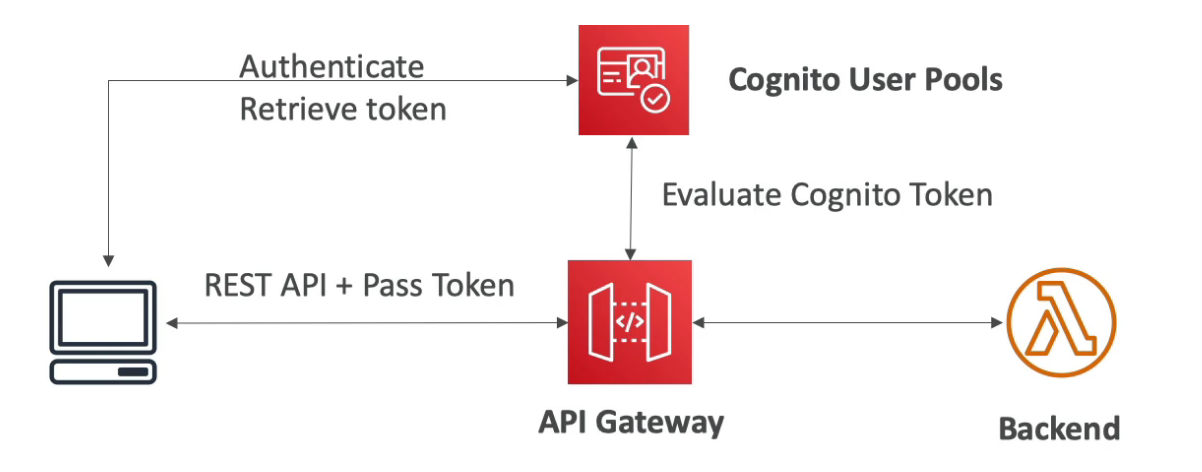 Authenticate
Retrieve token
Cognito User Pools
Evaluate Cognito Token
REST API + Pass Token
</>
API Gateway
Backend